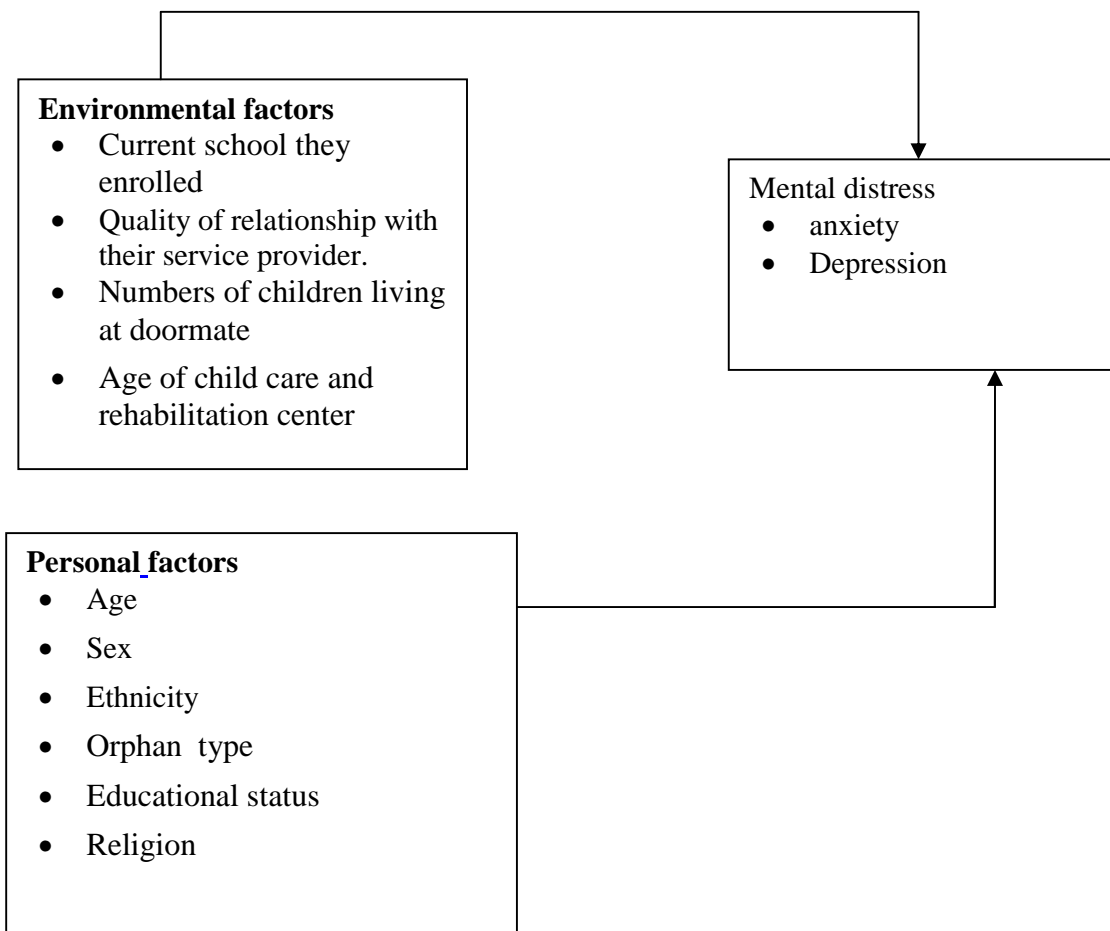 Environmental factors
• Current school they
enrolled
• Quality of relationship with
their service provider.
• Numbers of children living
at doormate
• Age of child care and
rehabilitation center
Mental distress
• anxiety
• Depression
Personal factors
• Age
• Sex
• Ethnicity
• Orphan type
• Educational status
• Religion